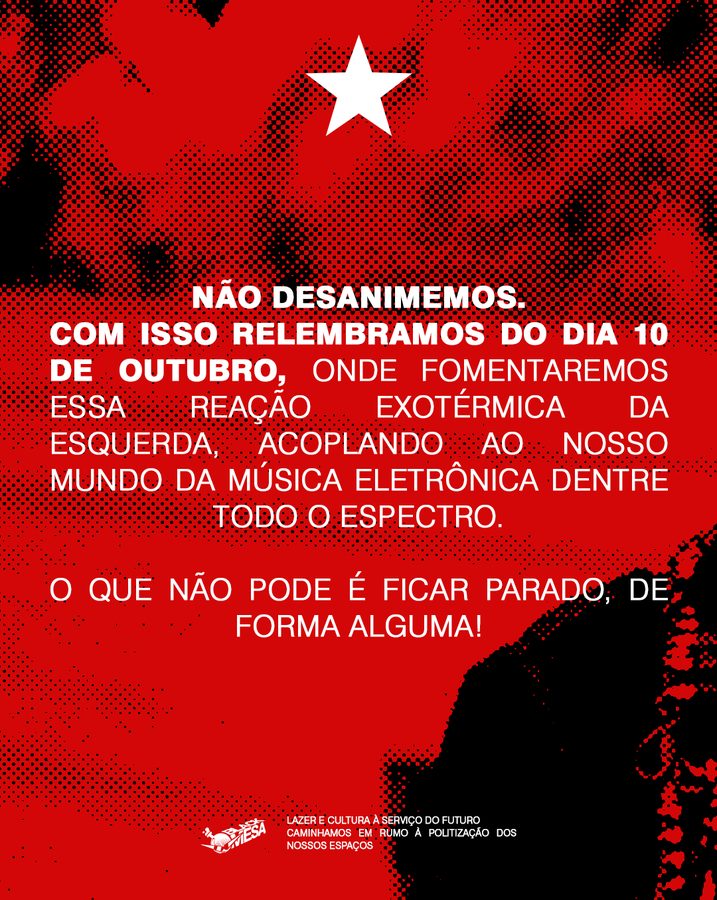 NÃO DESANIMEMOS.
COM ISSO RELEMBRAMOS DO DIA 10
DE OUTUBRO, ONDE FOMENTAREMOS
ESSA REAÇÃO EXOTÉRMICA DA
ESQUERDA, ACOPLANDO AO NOSSO
MUNDO DA MÚSICA ELETRÔNICA DENTRE
TODO O ESPECTRO.
O QUE NÃO PODE É FICAR PARADO, DE
FORMA ALGUMA!
MESA
LAZER E CULTURA À SERVIÇO DO FUTURO
CAMINHAMOS EM RUMO À POLITIZAÇÃO DOS
NOSSOS ESPAÇOS